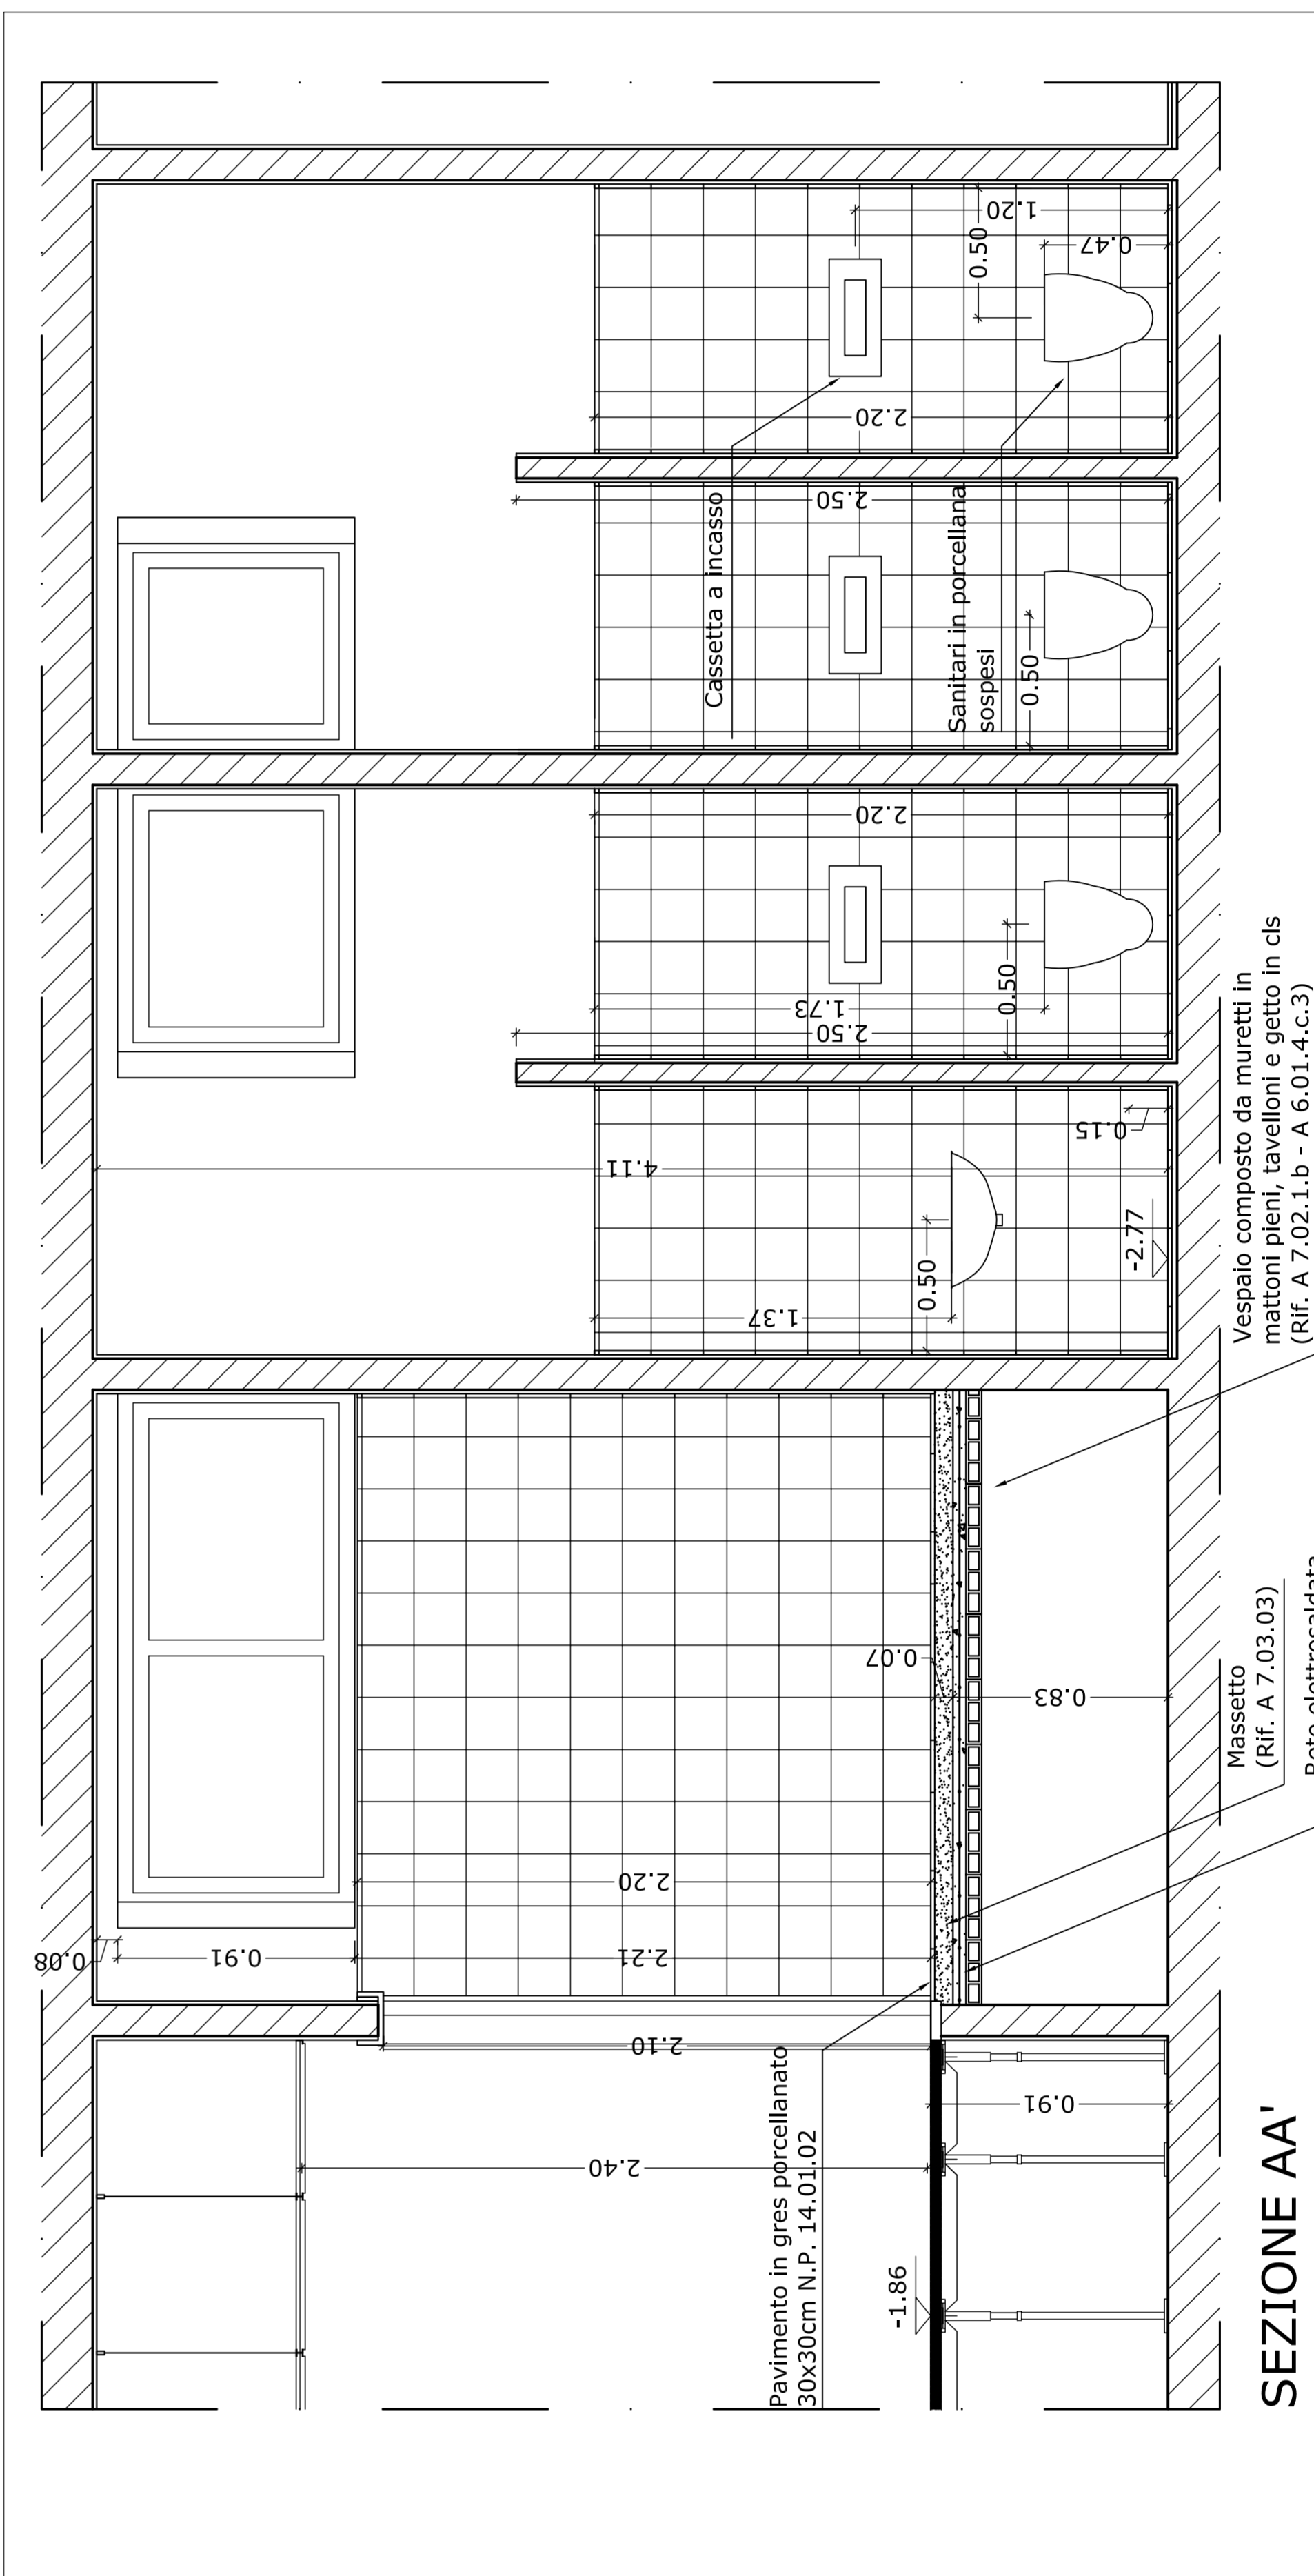 0.08
0.91
2.20
2.21
2.10
2.40
0.91
0.83
0.07
-1.86
Pavimento in gres porcellanato
30x30cm N.P. 14.01.02
4.11
1.37
0.50
0.15
-2.77
2.50
1.73
0.50
2.20
Cassetta a incasso
Sanitari in porcellana
sospesi
0.50
2.50
2.20
0.50
1.20
0.47
Massetto
(Rif. A 7.03.03)
Rete elettrosaldata
Vespaio composto da muretti in
mattoni pieni, tavelloni e getto in cls
(Rif. A 7.02.1.b - A 6.01.4.c.3)
SEZIONE AA'